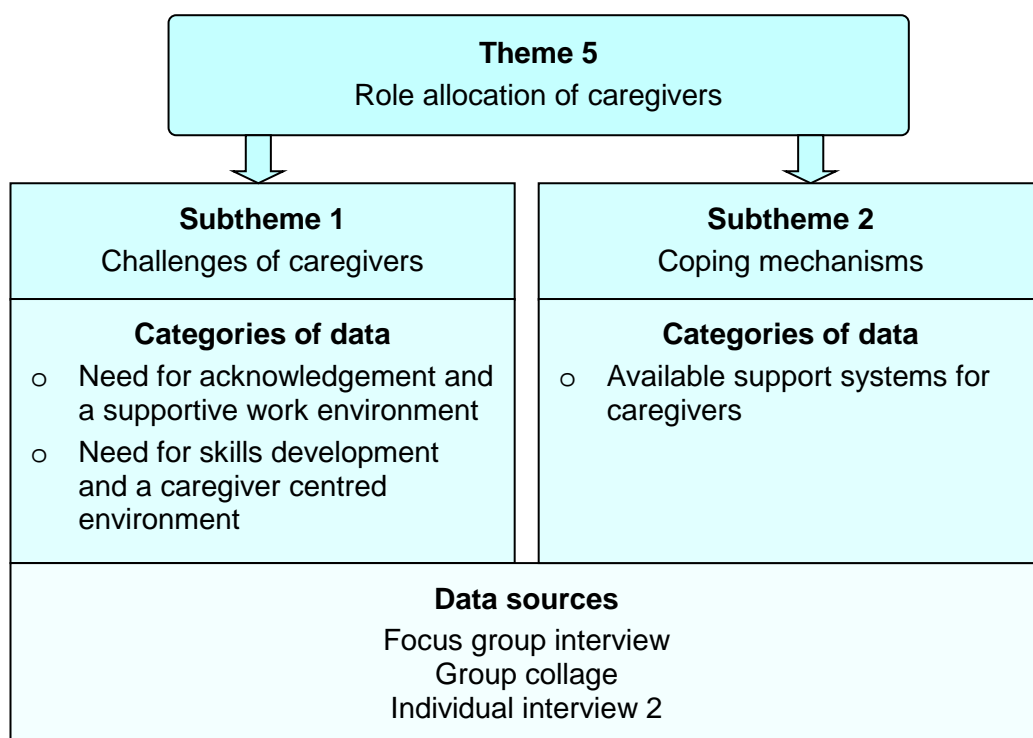 Theme 5
Role allocation of caregivers
Subtheme 1
Challenges of caregivers
Categories of data
o Need for acknowledgement and
a supportive work environment
o Need for skills development
and a caregiver centred
environment
Subtheme 2
Coping mechanisms
Categories of data
o Available support systems for
caregivers
Data sources
Focus group interview
Group collage
Individual interview 2